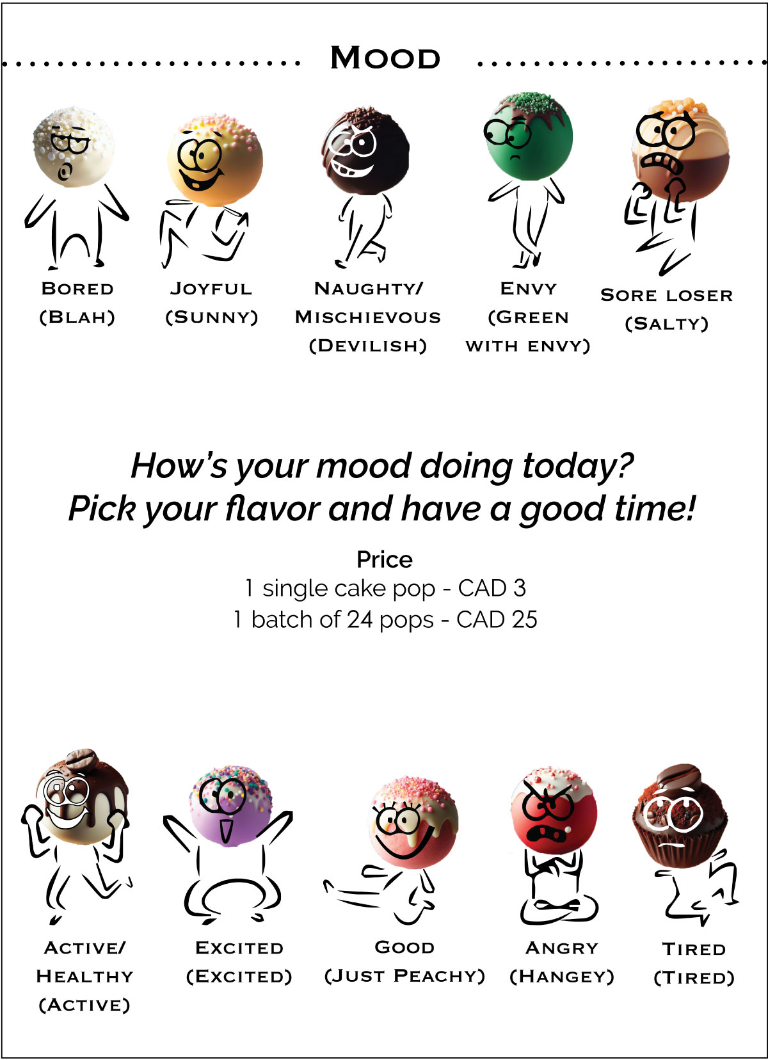 MOOD
BORED
(BLAH)
JOYFUL
(SUNNY)
NAUGHTY/
MISCHIEVOUS
(DEVILISH)
ENVY
(GREEN
WITH ENVY)
SORE LOSER
(SALTY)
How's your mood doing today?
Pick your flavor and have a good time!
Price
1 single cake pop - CAD 3
1 batch of 24 pops - CAD 25
ACTIVE/
HEALTHY
(ACTIVE)
EXCITED
(EXCITED)
GOOD
(JUST PEACHY)
ANGRY
(HANGEY)
TIRED
(TIRED)